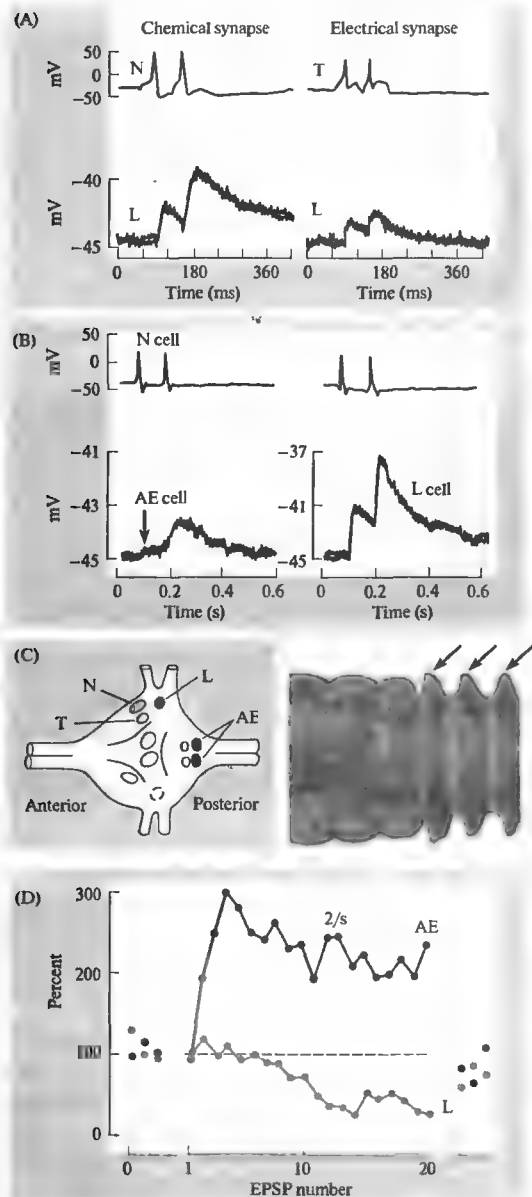 (A)
Chemical synapse
Electrical synapse
50
0
−50
mV
N
T
−40
−45
mV
L
L
0 180 360
0 180 360
Time (ms)
Time (ms)
(B)
50
0
−50
mV
N cell
−41
−43
−45
mV
AE cell
−37
−41
−45
L cell
0 0.2 0.4 0.6
0 0.2 0.4 0.6
Time (s)
Time (s)
(C)
N
L
T
AE
Anterior
Posterior
(D)
300
200
100
0
Percent
2/s
AE
L
0 1 10 20
EPSP number